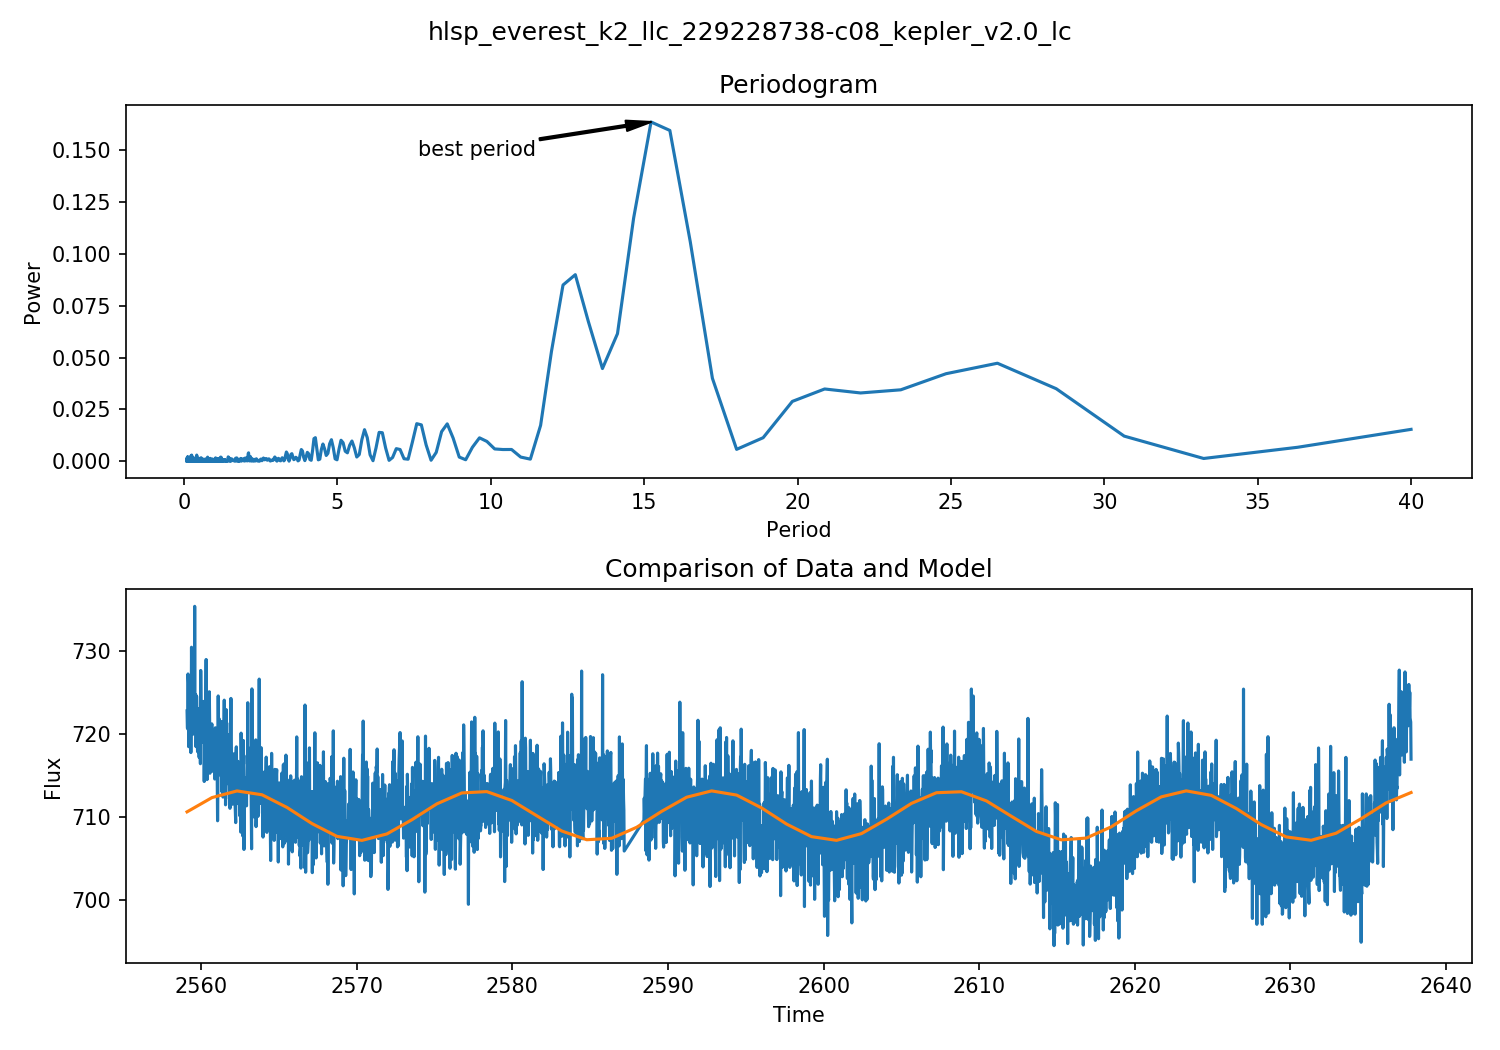 hlsp_everest_k2_llc_229228738-c08_kepler_v2.0_lc
Periodogram
best period
Power
0.150
0.125
0.100
0.075
0.050
0.025
0.000
0 5 10 15 20 25 30 35 40
Period
Comparison of Data and Model
Flux
730
720
710
700
2560 2570 2580 2590 2600 2610 2620 2630 2640
Time